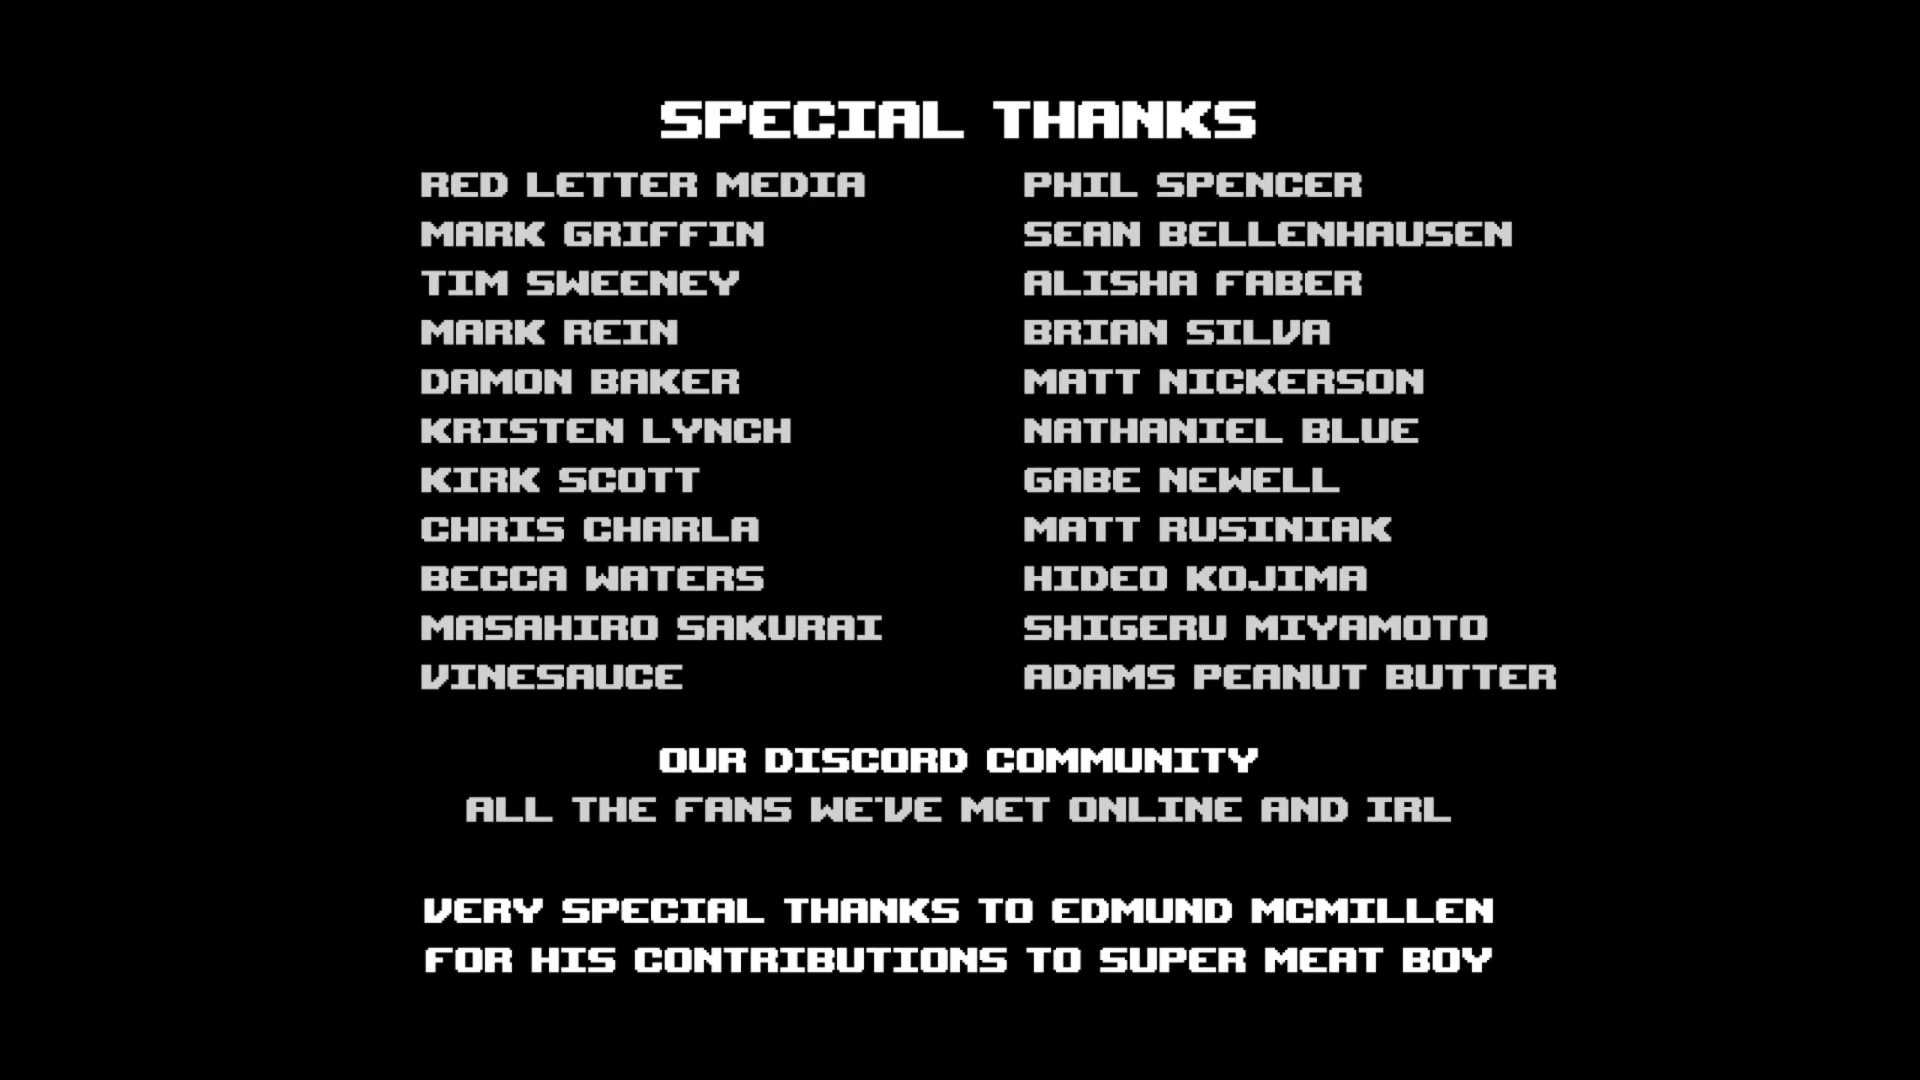 SPECIAL THANKS
RED LETTER MEDIA
MARK GRIFFIN
TIM SWEENEY
MARK REIN
DAMON BAKER
KRISTEN LYNCH
KIRK SCOTT
CHRIS CHARLA
BECCA WATERS
MASAHIRO SAKURAI
VINESAUCE
PHIL SPENCER
SEAN BELLENHAUSEN
ALISHA FABER
BRIAN SILVA
MATT NICKERSON
NATHANIEL BLUE
GABE NEWELL
MATT RUSINIAK
HIDEO KOJIMA
SHIGERU MIYAMOTO
ADAMS PEANUT BUTTER
OUR DISCORD COMMUNITY
ALL THE FANS WE'VE MET ONLINE AND IRL
VERY SPECIAL THANKS TO EDMUND MCMILLEN
FOR HIS CONTRIBUTIONS TO SUPER MEAT BOY